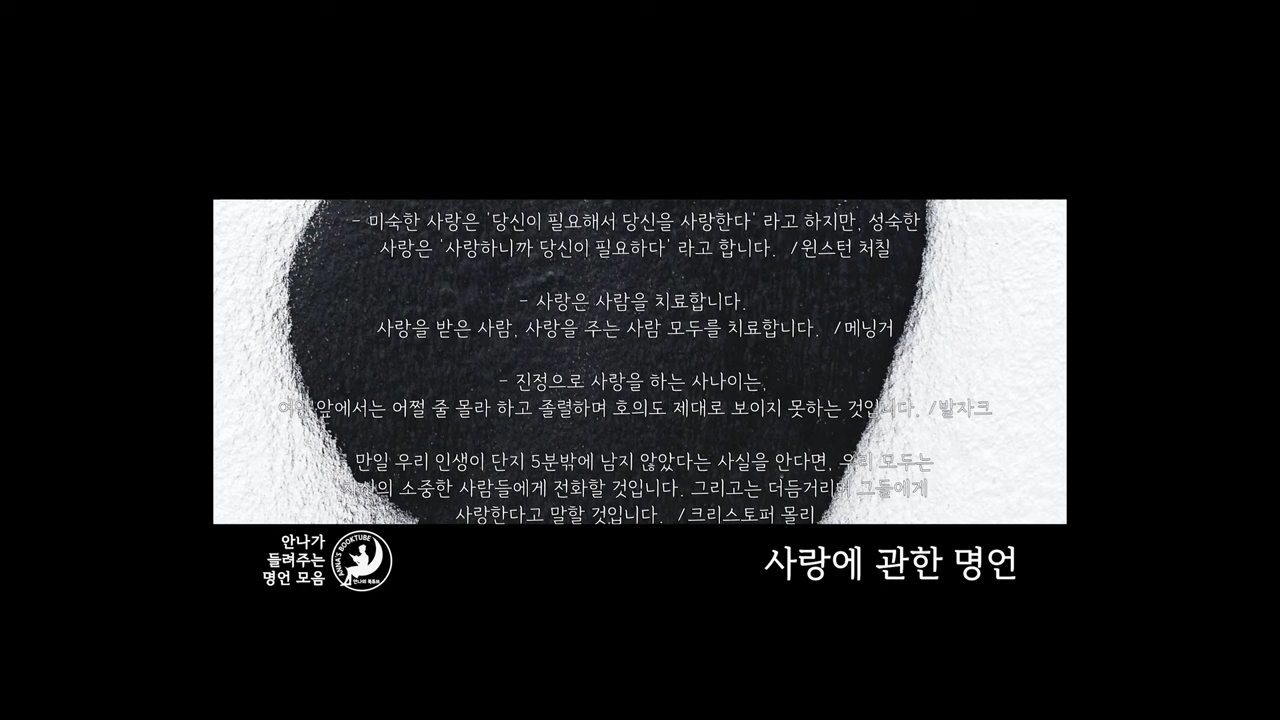 - 미숙한 사랑은 '당신이 필요해서 당신을 사랑한다' 라고 하지만, 성숙한
사랑은 '사랑하니까 당신이 필요하다' 라고 합니다. /윈스턴 처칠
- 사랑은 사람을 치료합니다.
사랑을 받은 사람, 사랑을 주는 사람 모두를 치료합니다. /메닝거
- 진정으로 사랑을 하는 사나이는,
앞에서는 어쩔 줄 몰라 하고 졸렬하며 호의도 제대로 보이지 못하는 것입니다. /발자크
만일 우리 인생이 단지 5분밖에 남지 않았다는 사실을 안다면, 우리 모두는
소중한 사람들에게 전화할 것입니다. 그리고는 더듬거리며 그들에게
사랑한다고 말할 것입니다. /크리스토퍼 몰리
안나가
들려주는
명언 모음
ANNA'S BOOKTUBE
안나의 북튜브
사랑에 관한 명언